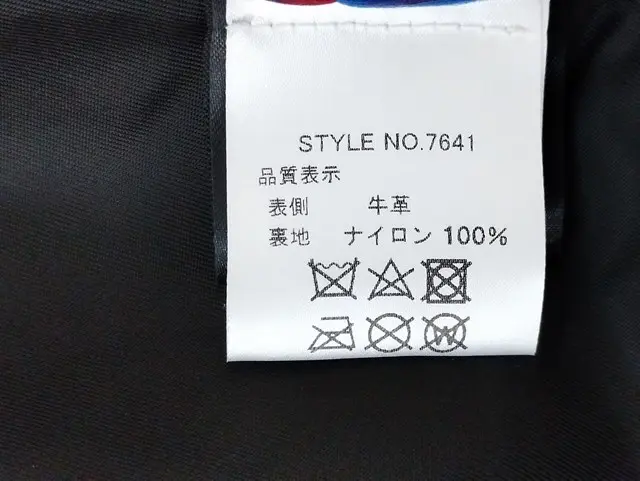 STYLE NO.7641
品質表示
表側 牛革
裏地 ナイロン 100%
W